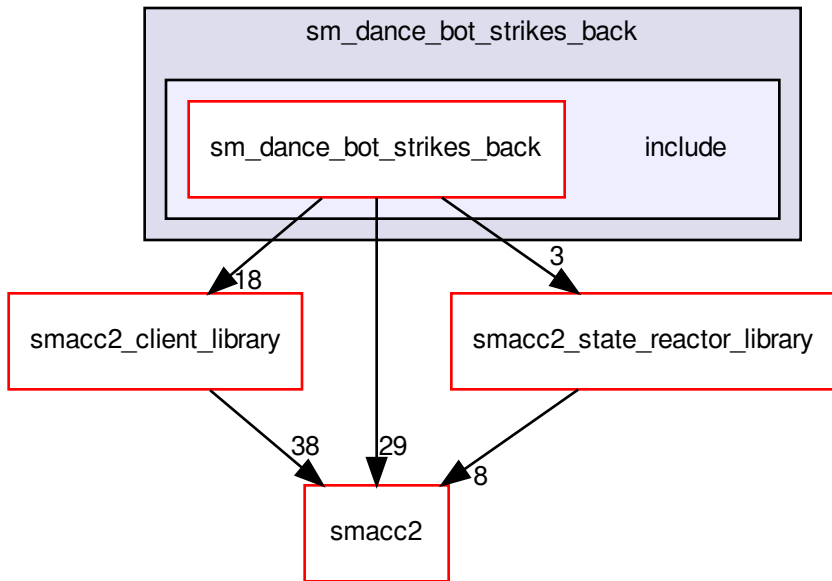 sm_dance_bot_strikes_back
sm_dance_bot_strikes_back
include
18
3
smacc2_client_library
smacc2_state_reactor_library
38
29
8
smacc2